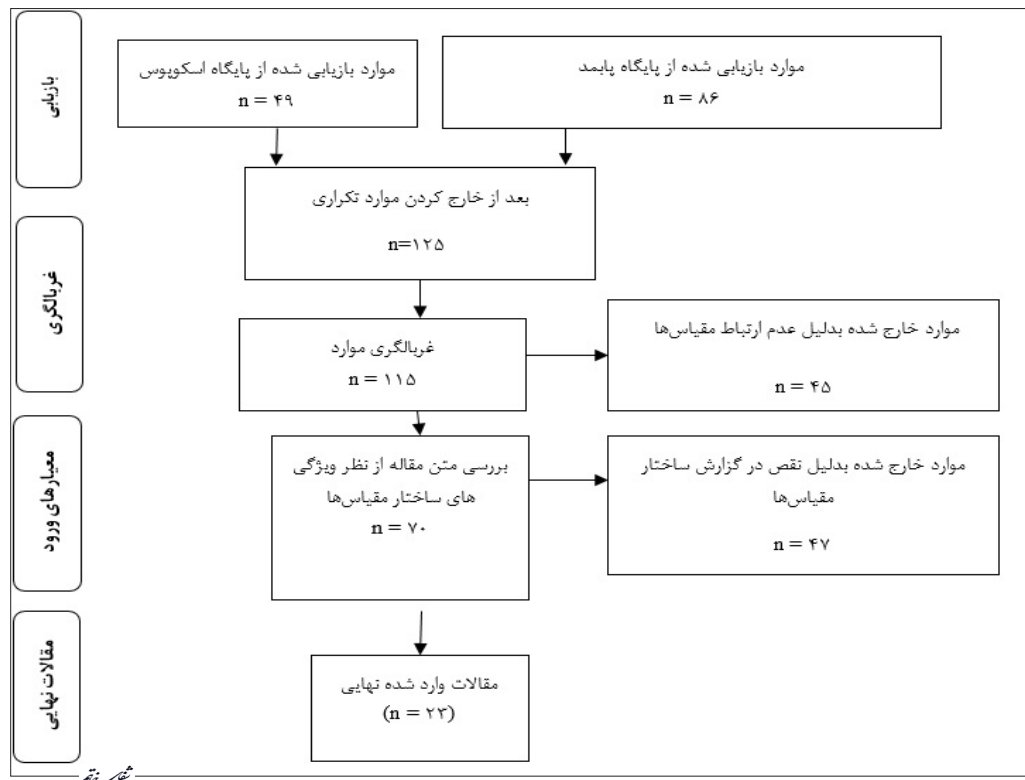 بازیابی
موارد بازیابی شده از پایگاه اسکوپوس
n = ۴۹
موارد بازیابی شده از پایگاه پابمد
n = ۸۶
بعد از خارج کردن موارد تکراری
n=۱۲۵
غربالگری
غربالگری موارد
n = ۱۱۵
موارد خارج شده بدلیل عدم ارتباط مقیاس‌ها
n = ۴۵
معیارهای ورود
بررسی متن مقاله از نظر ویژگی
های ساختار مقیاس‌ها
n = ۷۰
موارد خارج شده بدلیل نقص در گزارش ساختار
مقیاس‌ها
n = ۴۷
مقالات نهایی
مقالات وارد شده نهایی
(n = ۲۳)